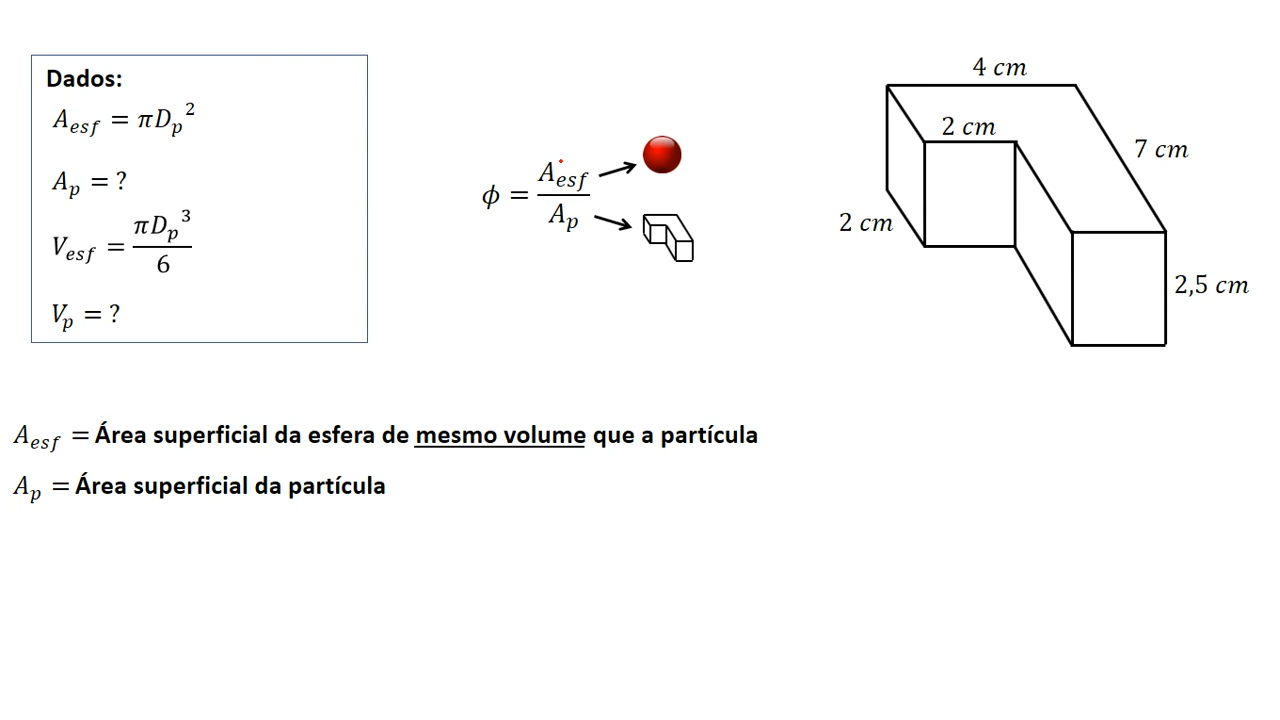 Dados:
A_esf = πD_p²
A_p = ?
V_esf = πD_p³/6
V_p = ?
ϕ = A_esf/A_p
4 cm
2 cm
7 cm
2 cm
2,5 cm
A_esf = Área superficial da esfera de mesmo volume que a partícula
A_p = Área superficial da partícula